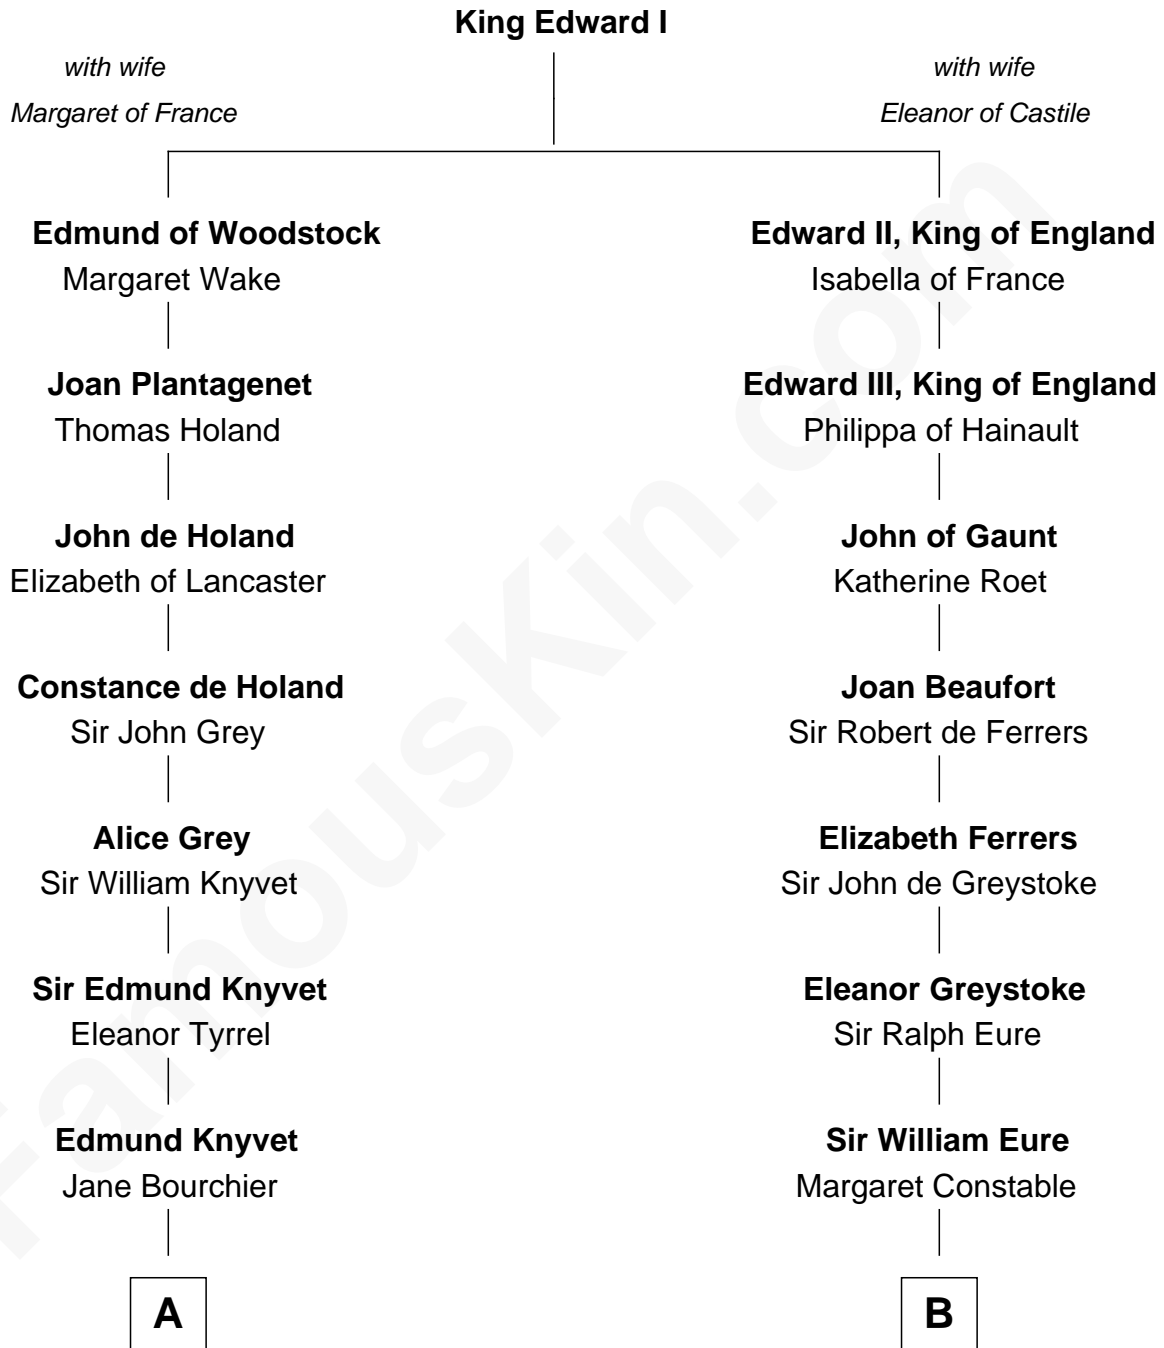 King Edward I
with wife
Margaret of France
with wife
Eleanor of Castile
Edmund of Woodstock
Margaret Wake
Edward II, King of England
Isabella of France
Joan Plantagenet
Thomas Holand
Edward III, King of England
Philippa of Hainault
John de Holand
Elizabeth of Lancaster
John of Gaunt
Katherine Roet
Constance de Holand
Sir John Grey
Joan Beaufort
Sir Robert de Ferrers
Alice Grey
Sir William Knyvet
Elizabeth Ferrers
Sir John de Greystoke
Sir Edmund Knyvet
Eleanor Tyrrel
Eleanor Greystoke
Sir Ralph Eure
Edmund Knyvet
Jane Bourchier
Sir William Eure
Margaret Constable
A
B
FamousKin.com